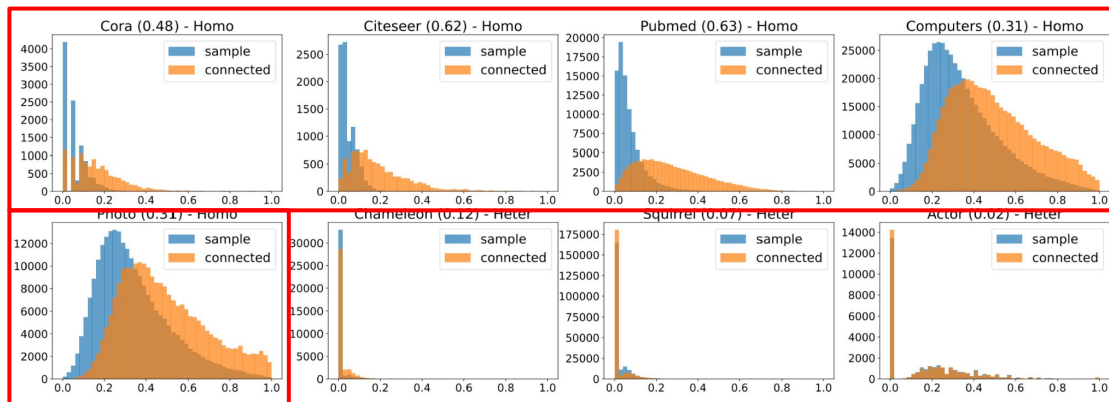 Cora (0.48) - Homo
4000
3500
3000
2500
2000
1500
1000
500
0
0.0 0.2 0.4 0.6 0.8 1.0
sample
connected
Citeseer (0.62) - Homo
2500
2000
1500
1000
500
0
0.0 0.2 0.4 0.6 0.8 1.0
sample
connected
Pubmed (0.63) - Homo
20000
17500
15000
12500
10000
7500
5000
2500
0
0.0 0.2 0.4 0.6 0.8 1.0
sample
connected
Computers (0.31) - Homo
25000
20000
15000
10000
5000
0
0.0 0.2 0.4 0.6 0.8 1.0
sample
connected
Photo (0.31) - Homo
12000
10000
8000
6000
4000
2000
0
0.0 0.2 0.4 0.6 0.8 1.0
sample
connected
Chameleon (0.12) - Heter
30000
25000
20000
15000
10000
5000
0
0.0 0.2 0.4 0.6 0.8 1.0
sample
connected
Squirrel (0.07) - Heter
175000
150000
125000
100000
75000
50000
25000
0
0.0 0.2 0.4 0.6 0.8 1.0
sample
connected
Actor (0.02) - Heter
14000
12000
10000
8000
6000
4000
2000
0
0.0 0.2 0.4 0.6 0.8 1.0
sample
connected